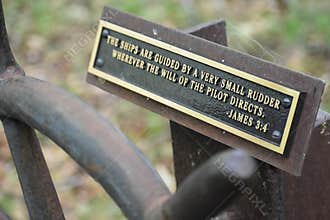 THE SHIPS ARE GUIDED BY A VERY SMALL RUDDER
WHEREVER THE WILL OF THE PILOT DIRECTS.
-JAMES 3:4